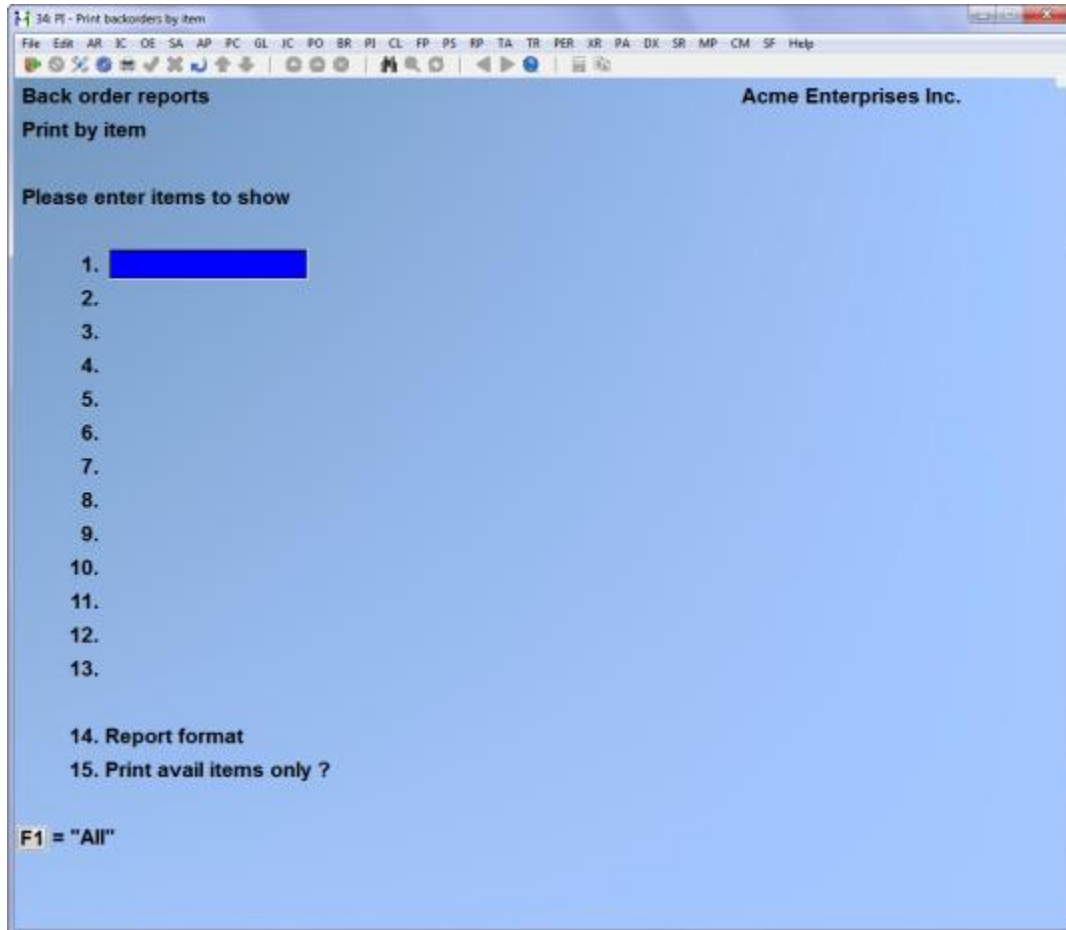 34: PI - Print backorders by item
File Edit AR IC OE SA AP PC GL JC PO BR PJ CL FP PS RP TA TR PER XR PA DX SR MP CM SF Help
Back order reports Acme Enterprises Inc.
Print by item
Please enter items to show
1.
2.
3.
4.
5.
6.
7.
8.
9.
10.
11.
12.
13.
14. Report format
15. Print avail items only ?
F1 = "All"